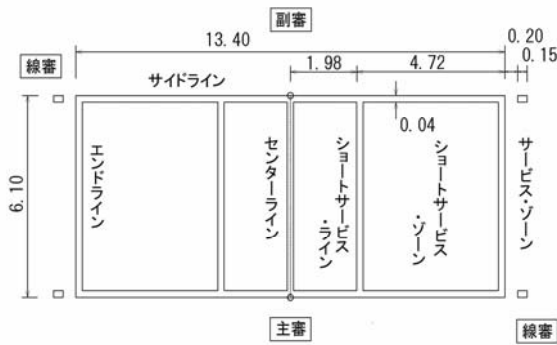 副審
13.40
0.20
線審
1.98
4.72
0.15
サイドライン
6.10
0.04
エンドライン
センターライン
ショートサービス
・ライン
ショートサービス
・ゾーン
サービス・ゾーン
主審
線審